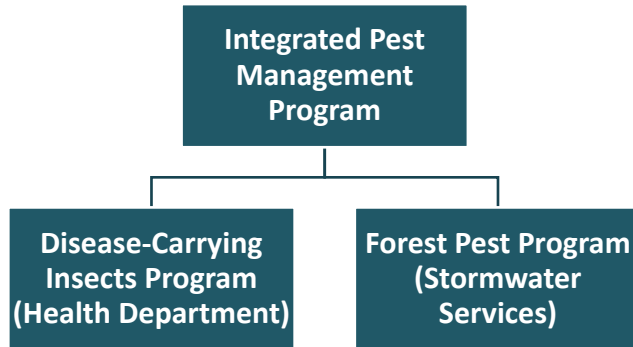 Integrated Pest
Management
Program
Disease-Carrying
Insects Program
(Health Department)
Forest Pest Program
(Stormwater
Services)